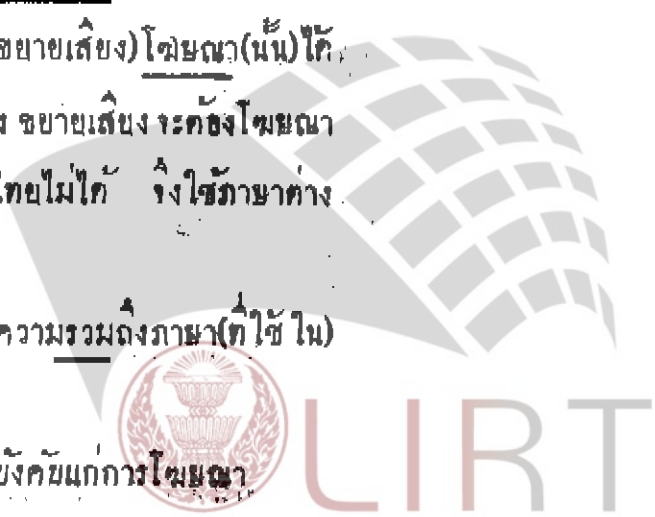 ขยายเสียง)โฆษณา(นั้น)ได้
ง ขยายเสียง จะต้องโฆษณา
ไทยไม่ได้ จึงใช้ภาษาต่าง
ความรวมถึงภาษา(ที่ใช้ ใน)
บังคับแก่การโฆษณา
LIRT